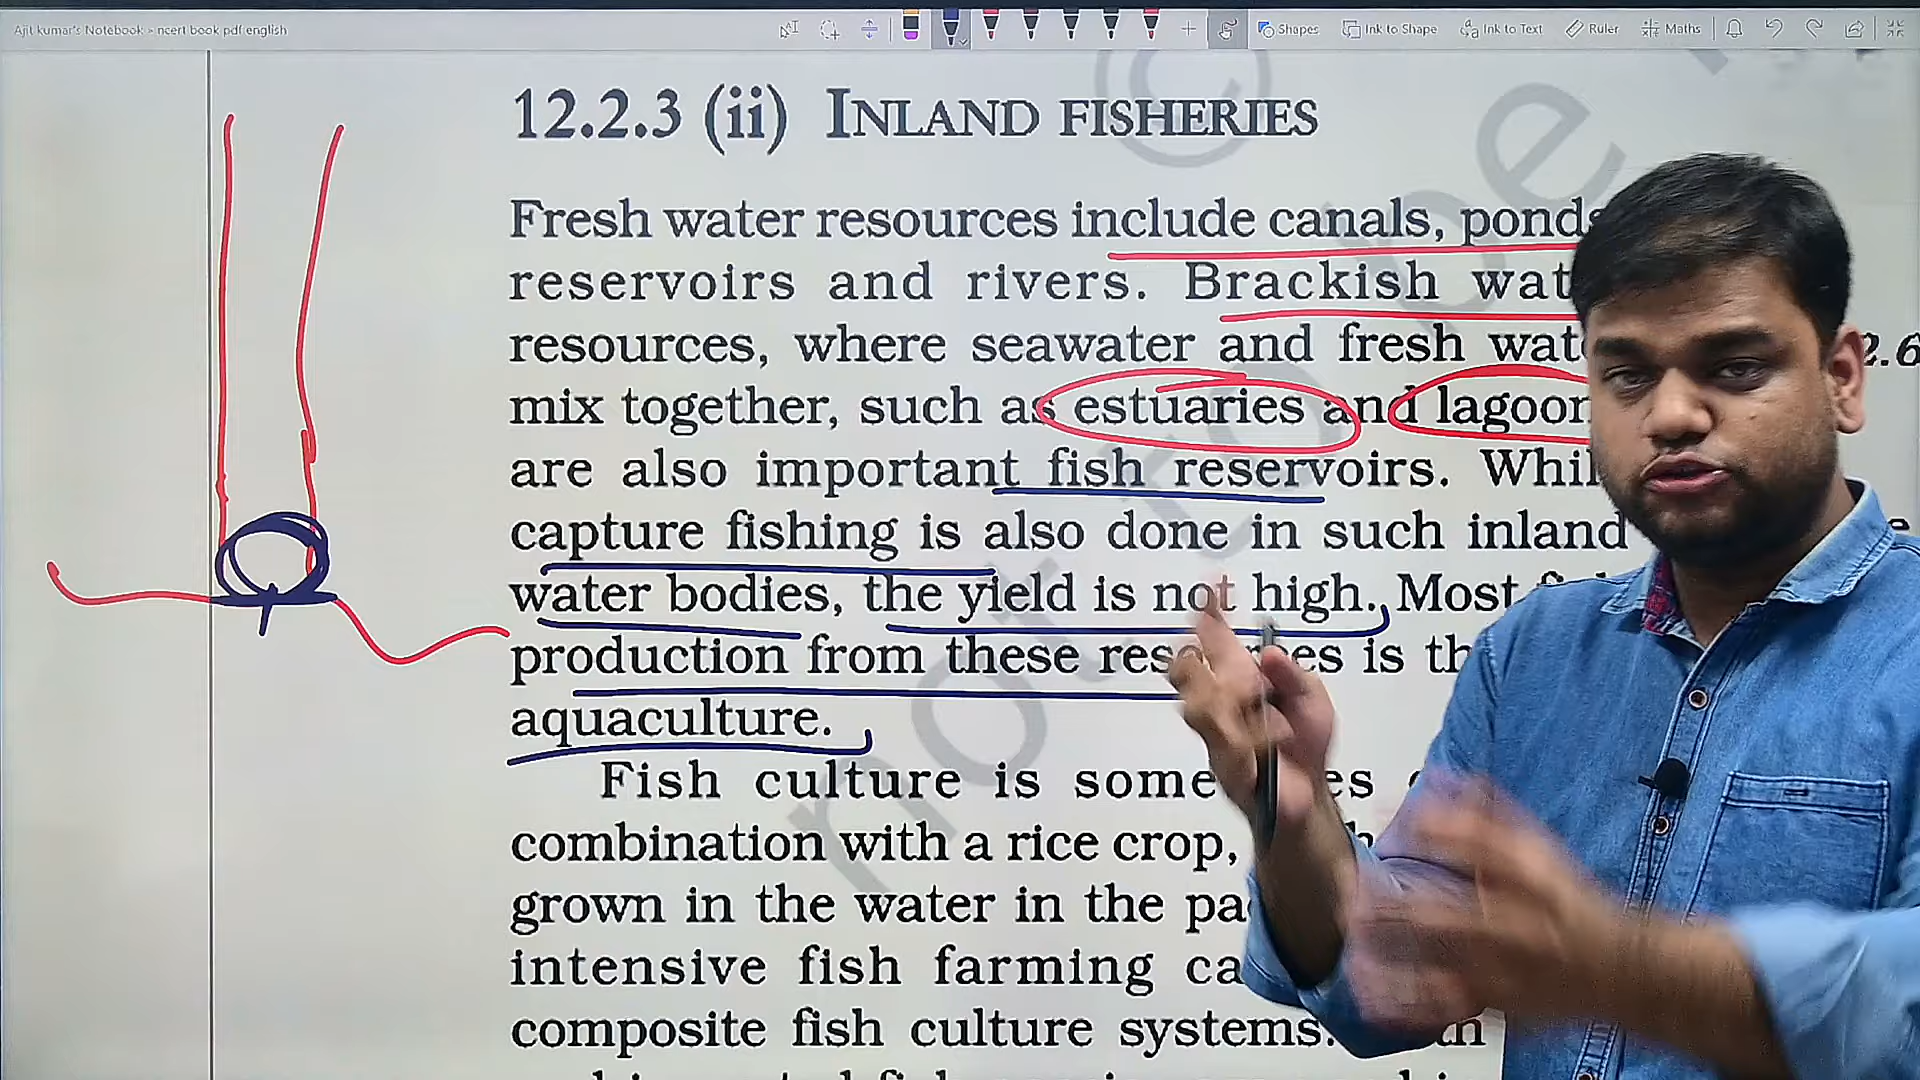 Ajit kumar's Notebook > ncert book pdf english
Shapes Ink to Shape Ink to Text Ruler Maths
12.2.3 (ii) INLAND FISHERIES
Fresh water resources include canals, ponds
reservoirs and rivers. Brackish wat
resources, where seawater and fresh wat
mix together, such as estuaries and lagoon
are also important fish reservoirs. Whil
capture fishing is also done in such inland
water bodies, the yield is not high. Most
production from these is
aquaculture.
Fish culture is some
combination with a rice crop,
grown in the water in the pa
intensive fish farming ca
composite fish culture systems.
2.6